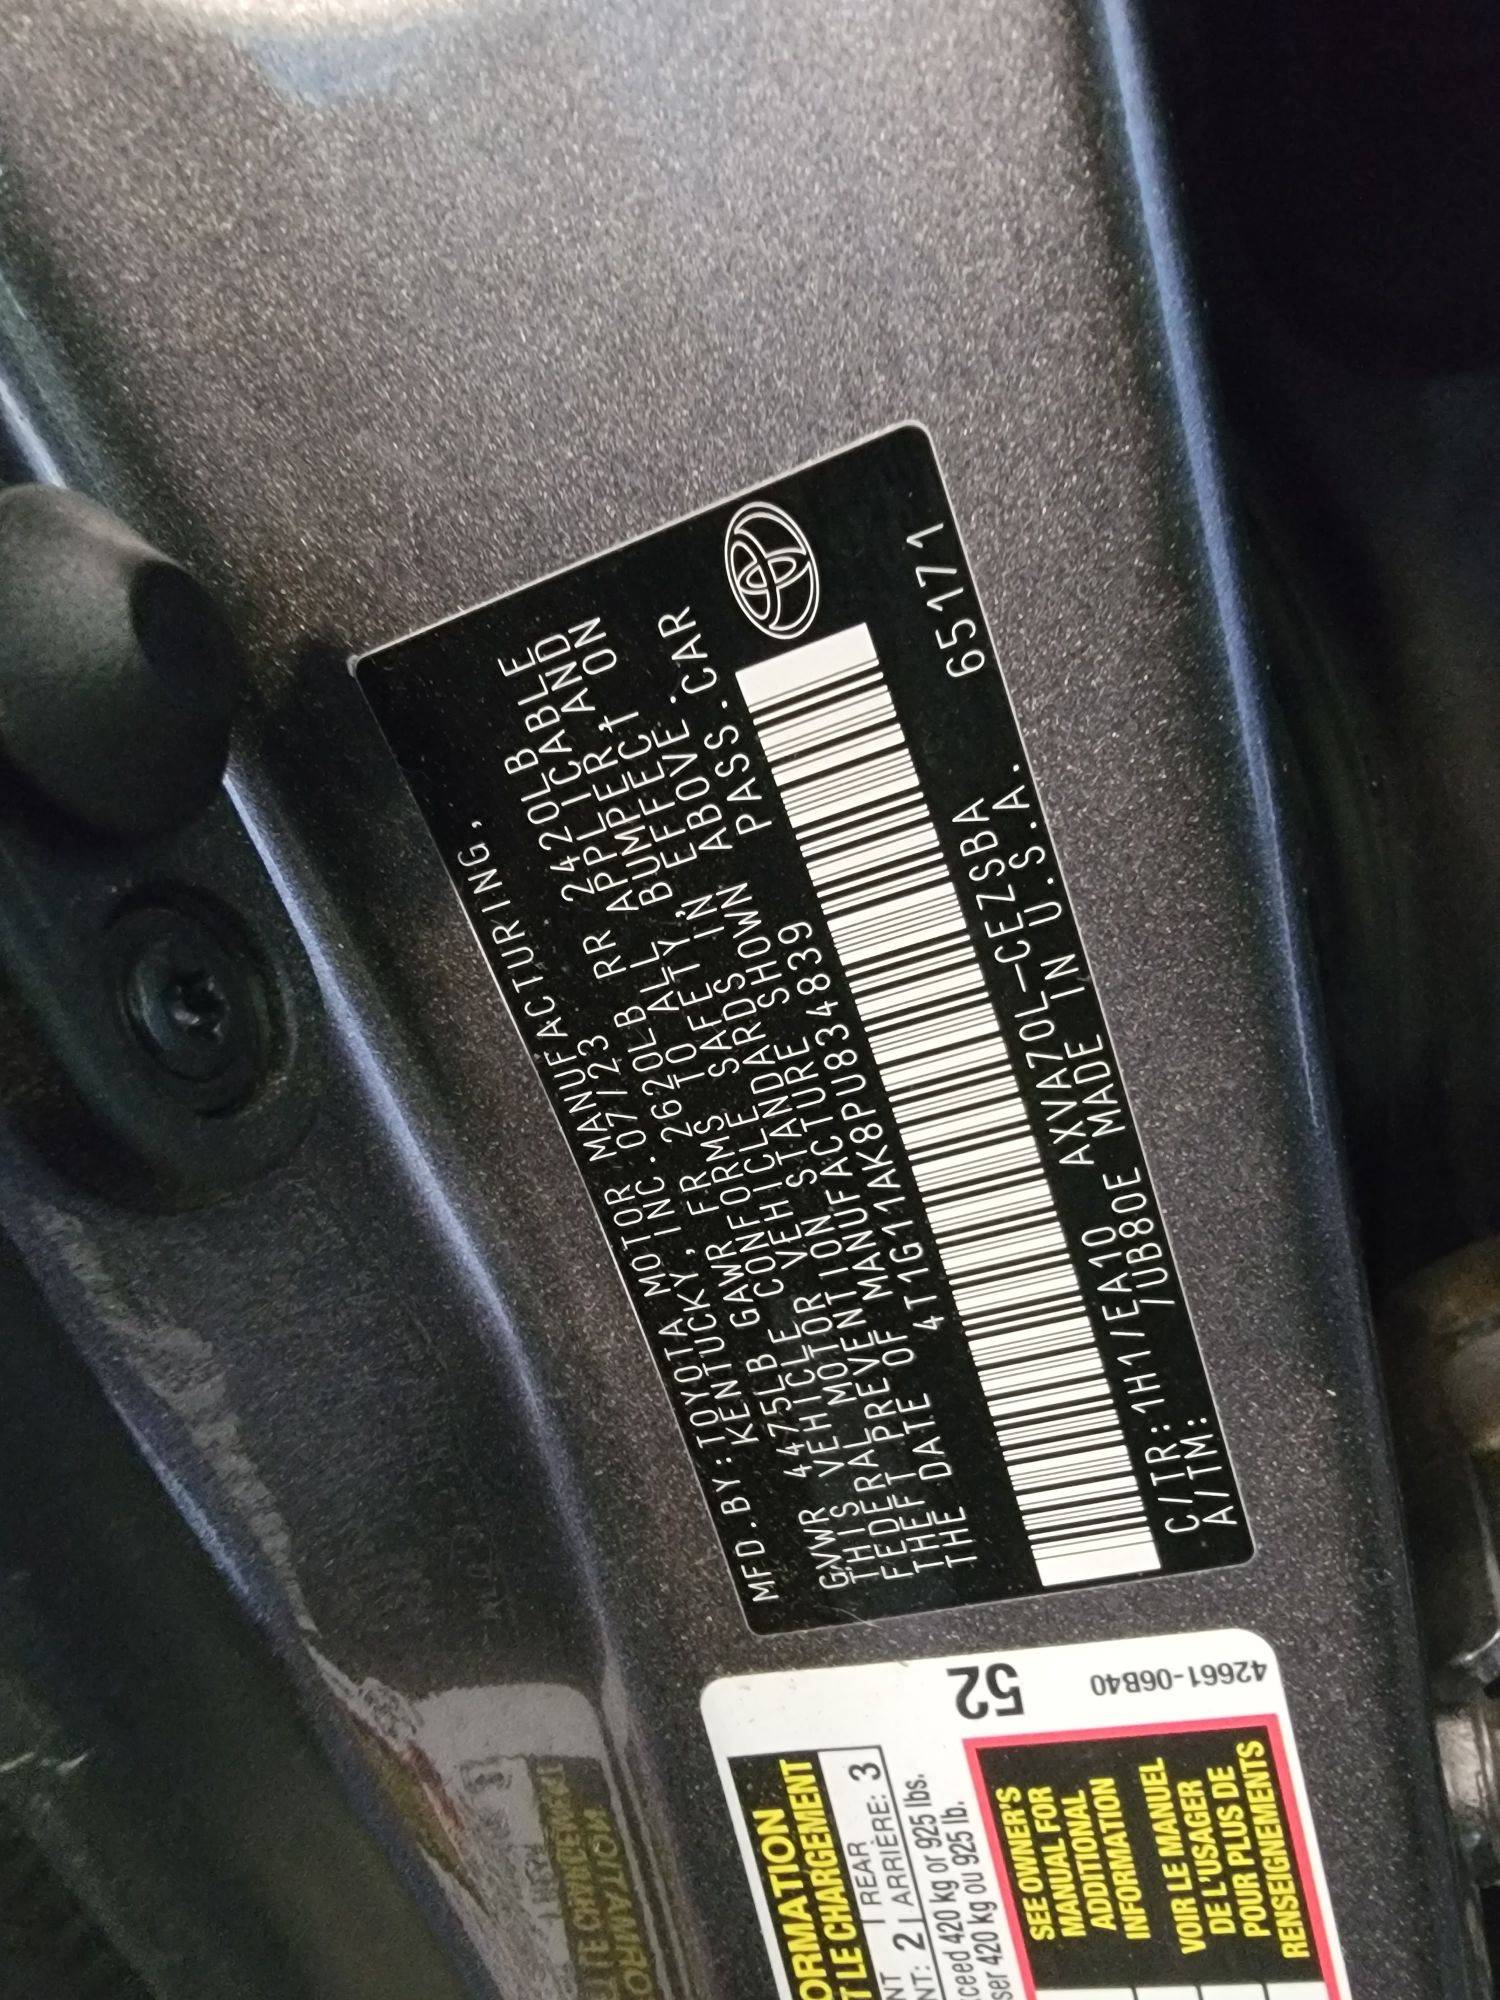 MFD.BY:TOYOTA MOTOR MANUFACTURING,
KENTUCKY, INC. 07/23
GVWR 4475LB GAWR FR 2620LB RR 2420LB
THIS VEHICLE CONFORMS TO ALL APPLICABLE
FEDERAL MOTOR VEHICLE SAFETY, BUMPER, AND
THEFT PREVENTION STANDARDS IN EFFECT ON
THE DATE OF MANUFACTURE SHOWN ABOVE.
4T1G11AK8PU834839 PASS.CAR
C/TR:1H1/EA10 AXVA70L-CEZSBA 65171
A/TM: /UB80E MADE IN U.S.A.
52
42661-06B40
ORMATION
T LE CHARGEMENT
NT 2 REAR 3
NT: ARRIÈRE:
ceed 420 kg or 925 lbs.
ser 420 kg ou 925 lb.
SEE OWNER'S
MANUAL FOR
ADDITIONAL
INFORMATION
VOIR LE MANUEL
DE L'USAGER
POUR PLUS DE
RENSEIGNEMENTS